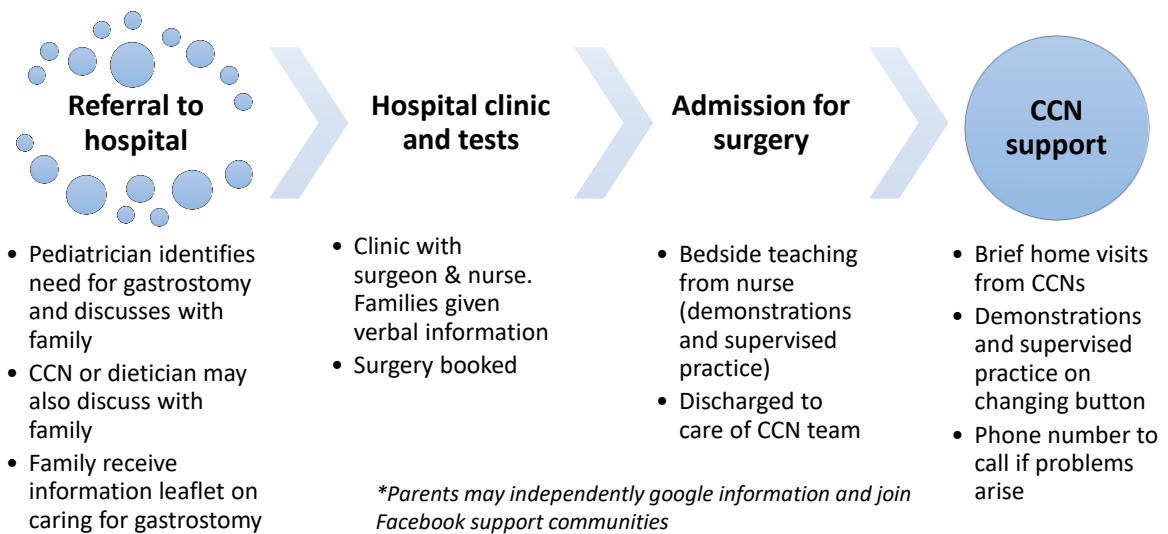 Referral to
hospital
Hospital clinic
and tests
Admission for
surgery
CCN
support
• Pediatrician identifies
need for gastrostomy
and discusses with
family
• CCN or dietician may
also discuss with
family
• Family receive
information leaflet on
caring for gastrostomy
• Clinic with
surgeon & nurse.
Families given
verbal information
• Surgery booked
• Bedside teaching
from nurse
(demonstrations
and supervised
practice)
• Discharged to
care of CCN team
• Brief home visits
from CCNs
• Demonstrations
and supervised
practice on
changing button
• Phone number to
call if problems
arise
*Parents may independently google information and join
Facebook support communities